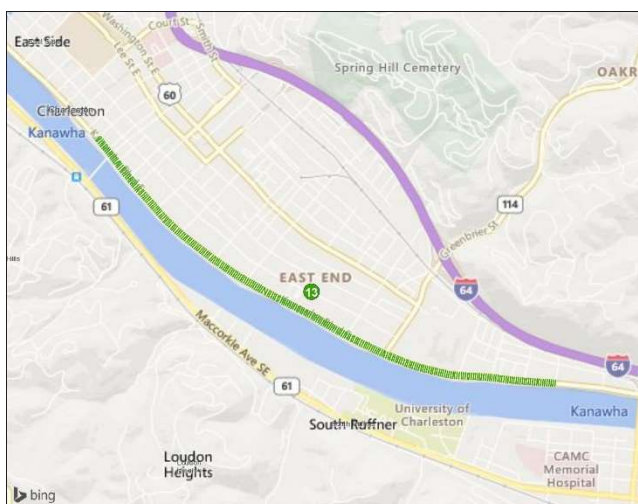 Washington St E
Court St
Smith St
East Side
Lee St E
Spring Hill Cemetery
OAKR
60
Charleston
Kanawha
61
114
Greenbrier St
EAST END
13
64
Maccorkle Ave SE
61
64
South Ruffner
University of
Charleston
Kanawha
Loudon
Heights
CAMC
Memorial
Hospital
bing